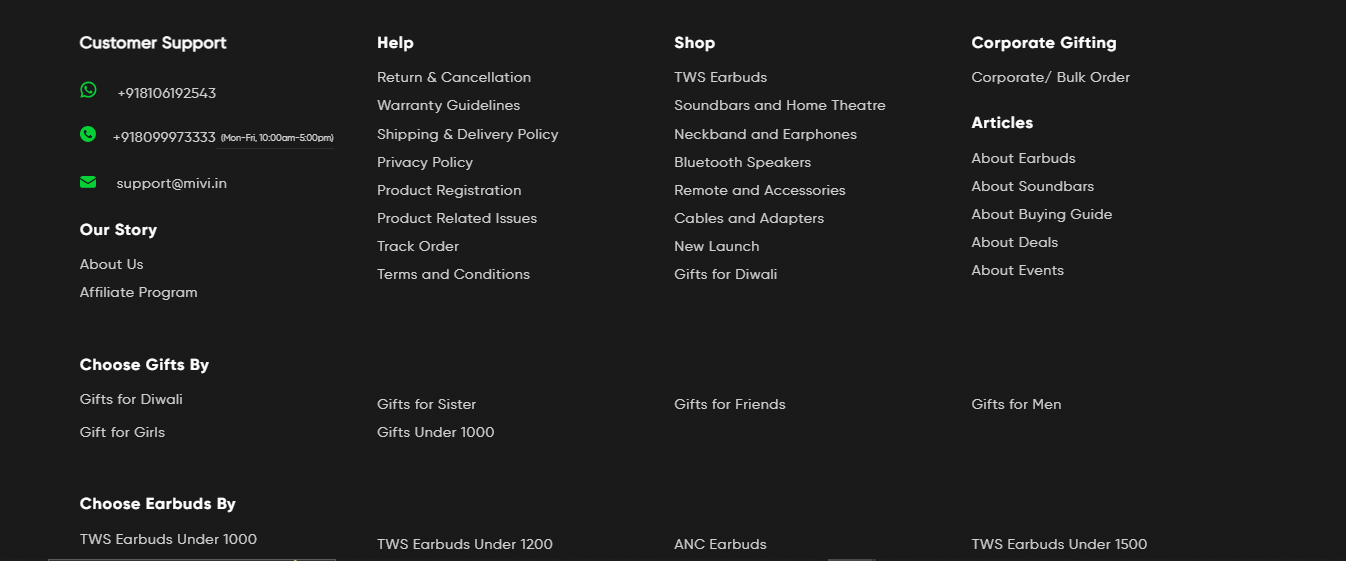 Customer Support
+918106192543
+918099973333 (Mon-Fri, 10:00am-5:00pm)
support@mivi.in
Our Story
About Us
Affiliate Program
Help
Return & Cancellation
Warranty Guidelines
Shipping & Delivery Policy
Privacy Policy
Product Registration
Product Related Issues
Track Order
Terms and Conditions
Shop
TWS Earbuds
Soundbars and Home Theatre
Neckband and Earphones
Bluetooth Speakers
Remote and Accessories
Cables and Adapters
New Launch
Gifts for Diwali
Corporate Gifting
Corporate/ Bulk Order
Articles
About Earbuds
About Soundbars
About Buying Guide
About Deals
About Events
Choose Gifts By
Gifts for Diwali
Gifts for Sister
Gifts for Friends
Gifts for Men
Gift for Girls
Gifts Under 1000
Choose Earbuds By
TWS Earbuds Under 1000
TWS Earbuds Under 1200
ANC Earbuds
TWS Earbuds Under 1500